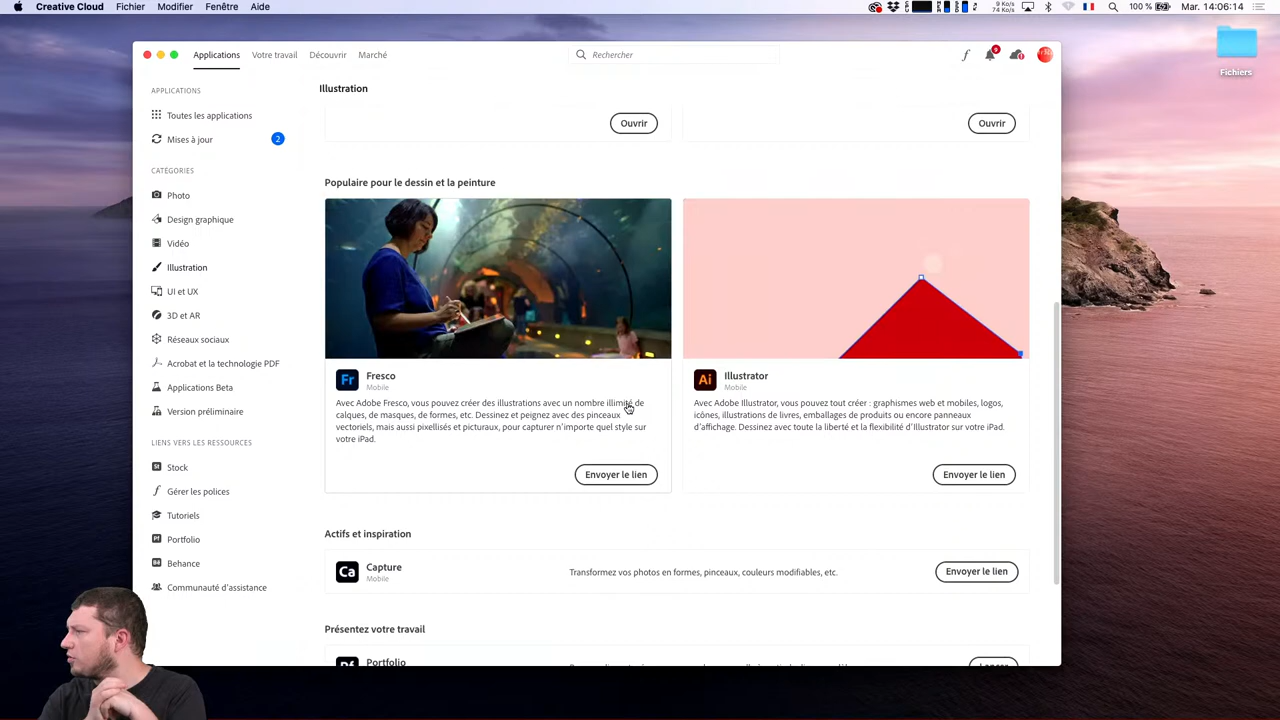 Creative Cloud Fichier Modifier Fenêtre Aide
9 Ko/s
74 Ko/s
100 % Mar. 14:06:14
Applications Votre travail Découvrir Marché
Rechercher
9
Fichiers
APPLICATIONS
Toutes les applications
Mises à jour 2
CATÉGORIES
Photo
Design graphique
Vidéo
Illustration
UI et UX
3D et AR
Réseaux sociaux
Acrobat et la technologie PDF
Applications Beta
Version préliminaire
LIENS VERS LES RESSOURCES
St Stock
Gérer les polices
Tutoriels
Pf Portfolio
Bē Behance
Communauté d'assistance
Illustration
Ouvrir
Ouvrir
Populaire pour le dessin et la peinture
Fr Fresco
Mobile
Avec Adobe Fresco, vous pouvez créer des illustrations avec un nombre illimité de
calques, de masques, de formes, etc. Dessinez et peignez avec des pinceaux
vectoriels, mais aussi pixellisés et picturaux, pour capturer n'importe quel style sur
votre iPad.
Envoyer le lien
Ai Illustrator
Mobile
Avec Adobe Illustrator, vous pouvez tout créer : graphismes web et mobiles, logos,
icônes, illustrations de livres, emballages de produits ou encore panneaux
d'affichage. Dessinez avec toute la liberté et la flexibilité d'Illustrator sur votre iPad.
Envoyer le lien
Actifs et inspiration
Ca Capture
Mobile
Transformez vos photos en formes, pinceaux, couleurs modifiables, etc.
Envoyer le lien
Présentez votre travail
Portfolio